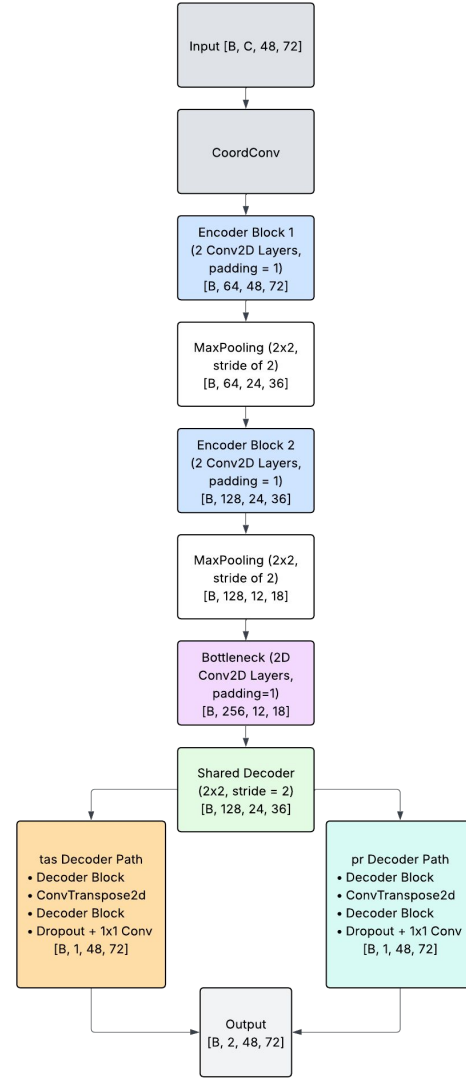 Input [B, C, 48, 72]
CoordConv
Encoder Block 1
(2 Conv2D Layers,
padding = 1)
[B, 64, 48, 72]
MaxPooling (2x2,
stride of 2)
[B, 64, 24, 36]
Encoder Block 2
(2 Conv2D Layers,
padding = 1)
[B, 128, 24, 36]
MaxPooling (2x2,
stride of 2)
[B, 128, 12, 18]
Bottleneck (2D
Conv2D Layers,
padding=1)
[B, 256, 12, 18]
Shared Decoder
(2x2, stride = 2)
[B, 128, 24, 36]
tas Decoder Path
• Decoder Block
• ConvTranspose2d
• Decoder Block
• Dropout + 1x1 Conv
[B, 1, 48, 72]
pr Decoder Path
• Decoder Block
• ConvTranspose2d
• Decoder Block
• Dropout + 1x1 Conv
[B, 1, 48, 72]
Output
[B, 2, 48, 72]